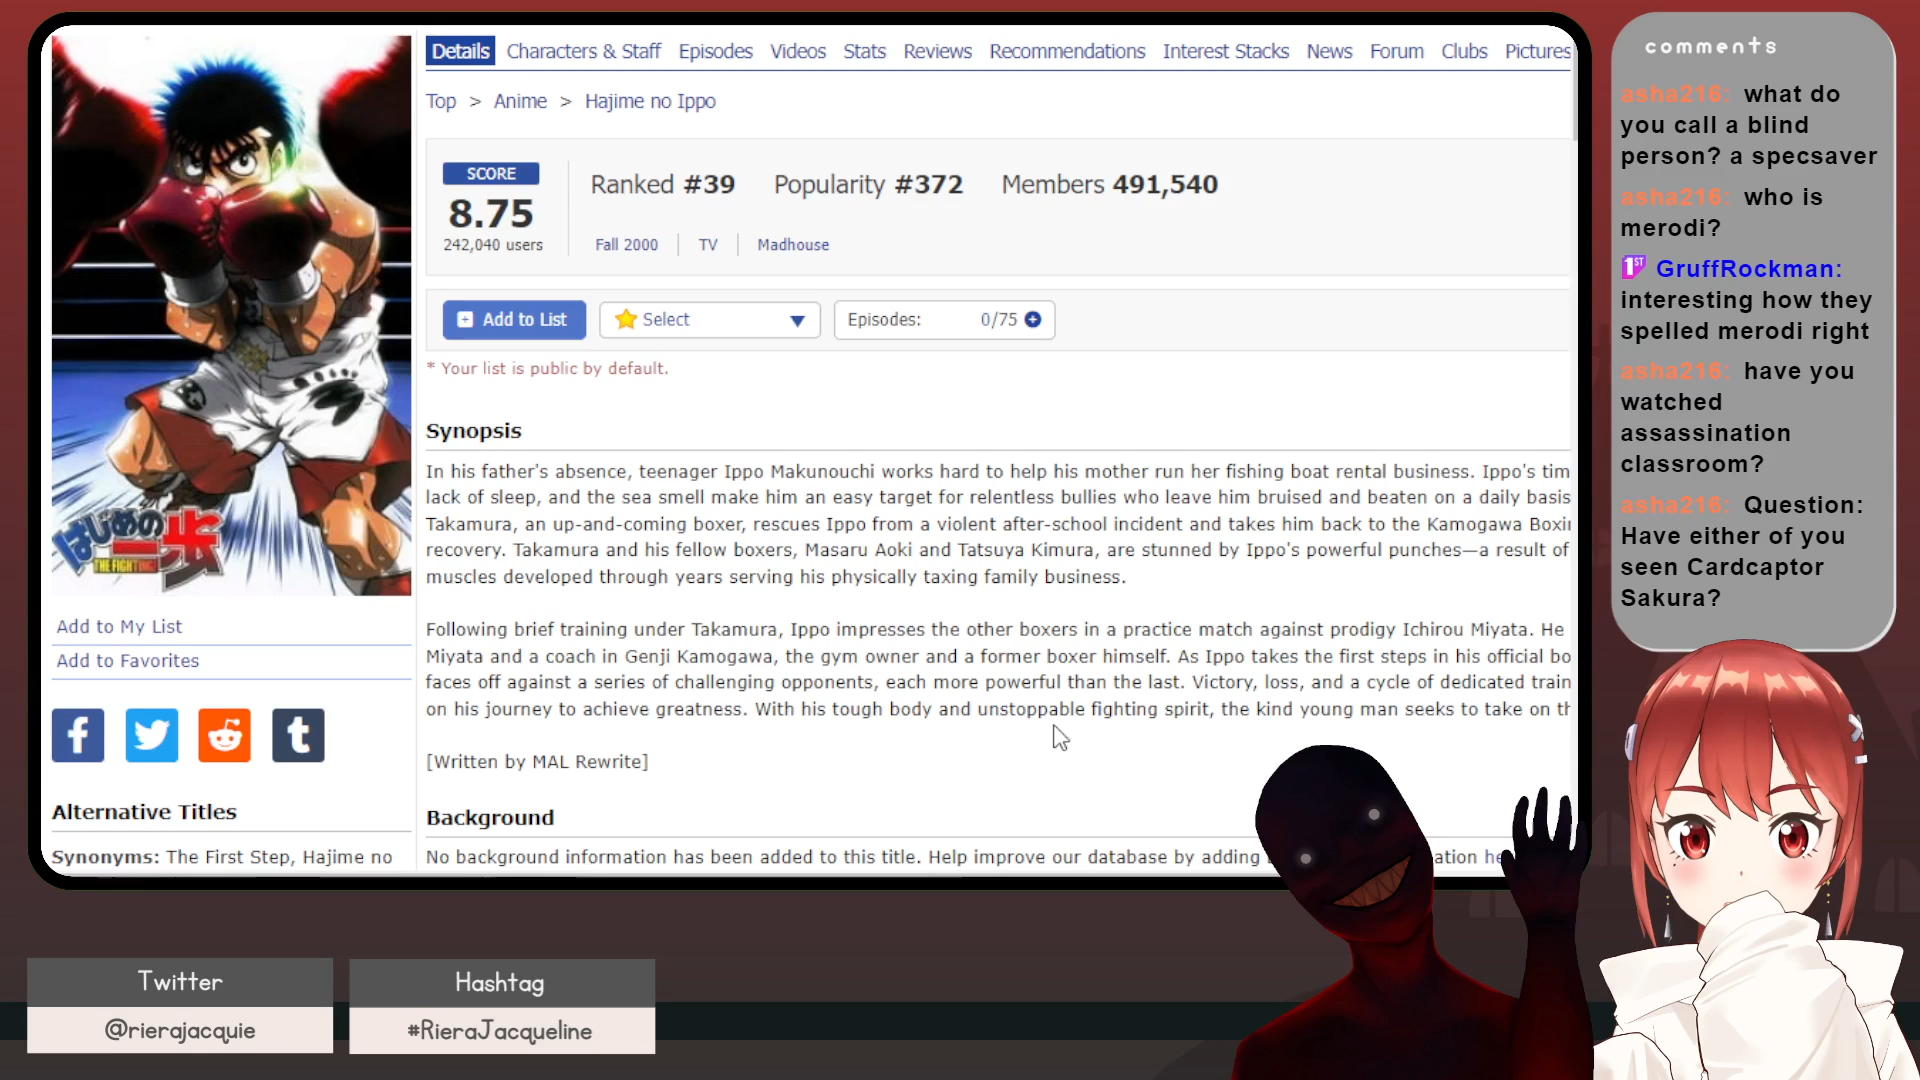 Details Characters & Staff Episodes Videos Stats Reviews Recommendations Interest Stacks News Forum Clubs Pictures
Top > Anime > Hajime no Ippo
SCORE
8.75
242,040 users
Ranked #39 Popularity #372 Members 491,540
Fall 2000 TV Madhouse
Add to List Select Episodes: 0/75
* Your list is public by default.
Synopsis
In his father's absence, teenager Ippo Makunouchi works hard to help his mother run her fishing boat rental business. Ippo's tim
lack of sleep, and the sea smell make him an easy target for relentless bullies who leave him bruised and beaten on a daily basis
Takamura, an up-and-coming boxer, rescues Ippo from a violent after-school incident and takes him back to the Kamogawa Boxi
recovery. Takamura and his fellow boxers, Masaru Aoki and Tatsuya Kimura, are stunned by Ippo's powerful punches—a result of
muscles developed through years serving his physically taxing family business.
Following brief training under Takamura, Ippo impresses the other boxers in a practice match against prodigy Ichirou Miyata. He
Miyata and a coach in Genji Kamogawa, the gym owner and a former boxer himself. As Ippo takes the first steps in his official bo
faces off against a series of challenging opponents, each more powerful than the last. Victory, loss, and a cycle of dedicated train
on his journey to achieve greatness. With his tough body and unstoppable fighting spirit, the kind young man seeks to take on th
[Written by MAL Rewrite]
Background
No background information has been added to this title. Help improve our database by adding
ation he
はじめの一歩
THE FIGHTING
Add to My List
Add to Favorites
Alternative Titles
Synonyms: The First Step, Hajime no
comments
asha216: what do
you call a blind
person? a specsaver
asha216: who is
merodi?
1ST GruffRockman:
interesting how they
spelled merodi right
asha216: have you
watched
assassination
classroom?
asha216: Question:
Have either of you
seen Cardcaptor
Sakura?
Twitter
@rierajacquie
Hashtag
#RieraJacqueline